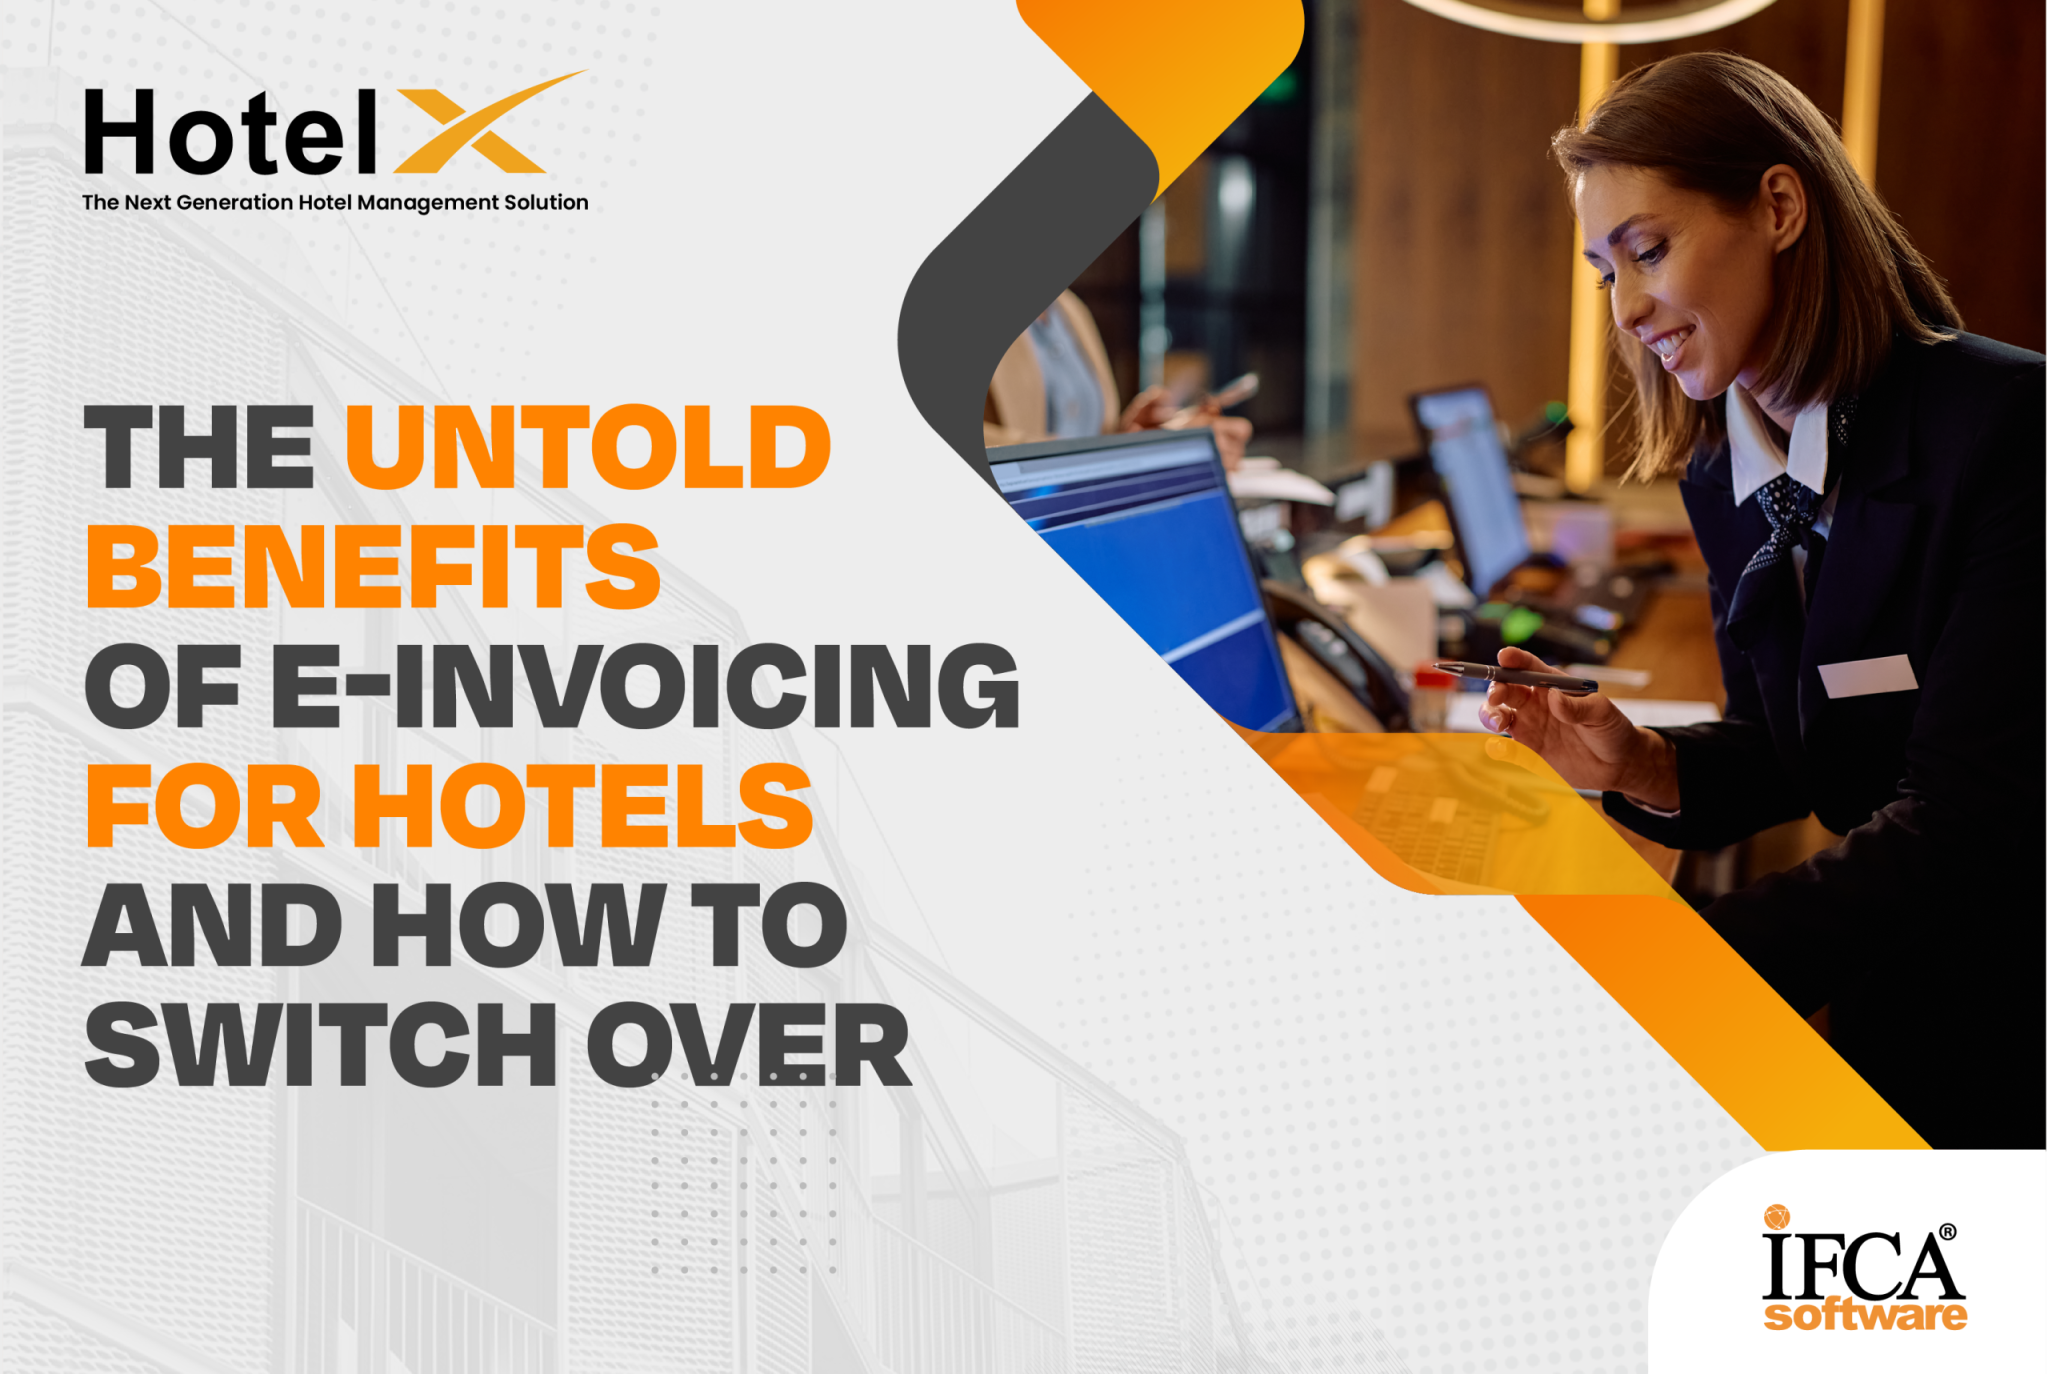 Hotel X
The Next Generation Hotel Management Solution
THE UNTOLD
BENEFITS
OF E-INVOICING
FOR HOTELS
AND HOW TO
SWITCH OVER
IFCA®
software